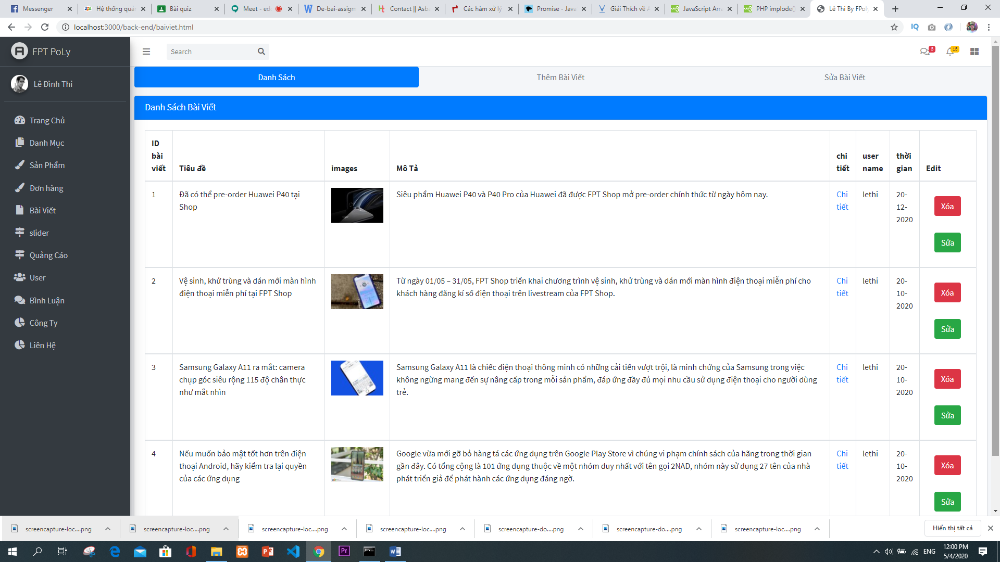 Messenger
Hệ thống quản
Bài quiz
Meet - edc
De-bai-assigm
Contact || Asba
Các hàm xử lý
Promise - Java
Giải Thích về A
JavaScript Arra
PHP implode()
Lê Thi By FPoly
localhost:3000/back-end/baiviet.html
FPT PoLy
Search
3
15
Lê Đình Thi
Danh Sách
Thêm Bài Viết
Sửa Bài Viết
Danh Sách Bài Viết
Trang Chủ
Danh Mục
Sản Phẩm
Đơn hàng
Bài Viết
slider
Quảng Cáo
User
Bình Luận
Công Ty
Liên Hệ
ID
bài
viết
Tiêu đề
images
Mô Tả
chi
tiết
user
name
thời
gian
Edit
1
Đã có thể pre-order Huawei P40 tại
Shop
Siêu phẩm Huawei P40 và P40 Pro của Huawei đã được FPT Shop mở pre-order chính thức từ ngày hôm nay.
Chi
tiết
lethi
20-
12-
2020
Xóa
Sửa
2
Vệ sinh, khử trùng và dán mới màn hình
điện thoại miễn phí tại FPT Shop
Từ ngày 01/05 – 31/05, FPT Shop triển khai chương trình vệ sinh, khử trùng và dán mới màn hình điện thoại miễn phí cho
khách hàng đăng kí số điện thoại trên livestream của FPT Shop.
Chi
tiết
lethi
20-
10-
2020
Xóa
Sửa
3
Samsung Galaxy A11 ra mắt: camera
chụp góc siêu rộng 115 độ chân thực
như mắt nhìn
Samsung Galaxy A11 là chiếc điện thoại thông minh có những cải tiến vượt trội, là minh chứng của Samsung trong việc
không ngừng mang đến sự nâng cấp trong mỗi sản phẩm, đáp ứng đầy đủ mọi nhu cầu sử dụng điện thoại cho người dùng
trẻ.
Chi
tiết
lethi
20-
10-
2020
Xóa
Sửa
4
Nếu muốn bảo mật tốt hơn trên điện
thoại Android, hãy kiểm tra lại quyền
của các ứng dụng
Google vừa mới gỡ bỏ hàng tá các ứng dụng trên Google Play Store vì chúng vi phạm chính sách của hãng trong thời gian
gần đây. Có tổng cộng là 101 ứng dụng thuộc về một nhóm duy nhất với tên gọi 2NAD, nhóm này sử dụng 27 tên của nhà
phát triển giả để phát hành các ứng dụng đáng ngờ.
Chi
tiết
lethi
20-
10-
2020
Xóa
Sửa
screencapture-loc....png
screencapture-loc....png
screencapture-loc....png
screencapture-loc....png
screencapture-do....png
screencapture-do....png
screencapture-loc....png
Hiển thị tất cả
ENG
12:00 PM
5/4/2020